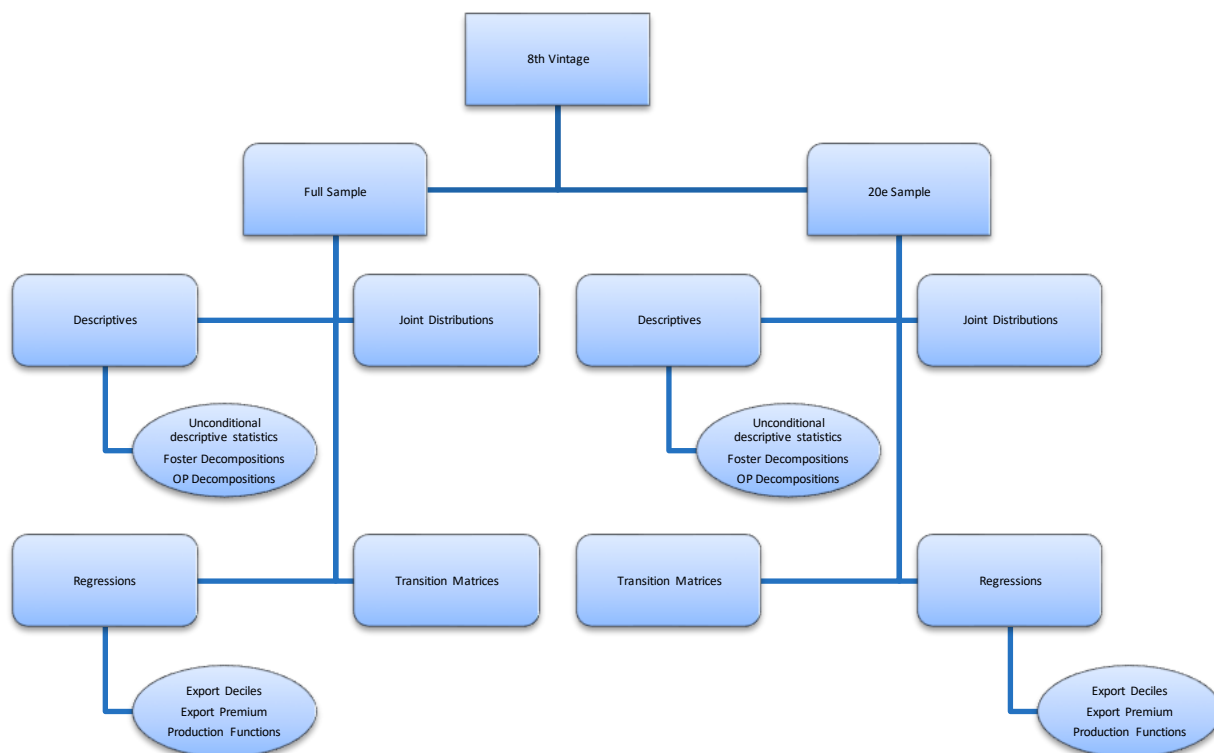 8th Vintage
Full Sample
20e Sample
Descriptives
Joint Distributions
Descriptives
Joint Distributions
Unconditional
descriptive statistics
Foster Decompositions
OP Decompositions
Unconditional
descriptive statistics
Foster Decompositions
OP Decompositions
Regressions
Transition Matrices
Transition Matrices
Regressions
Export Deciles
Export Premium
Production Functions
Export Deciles
Export Premium
Production Functions